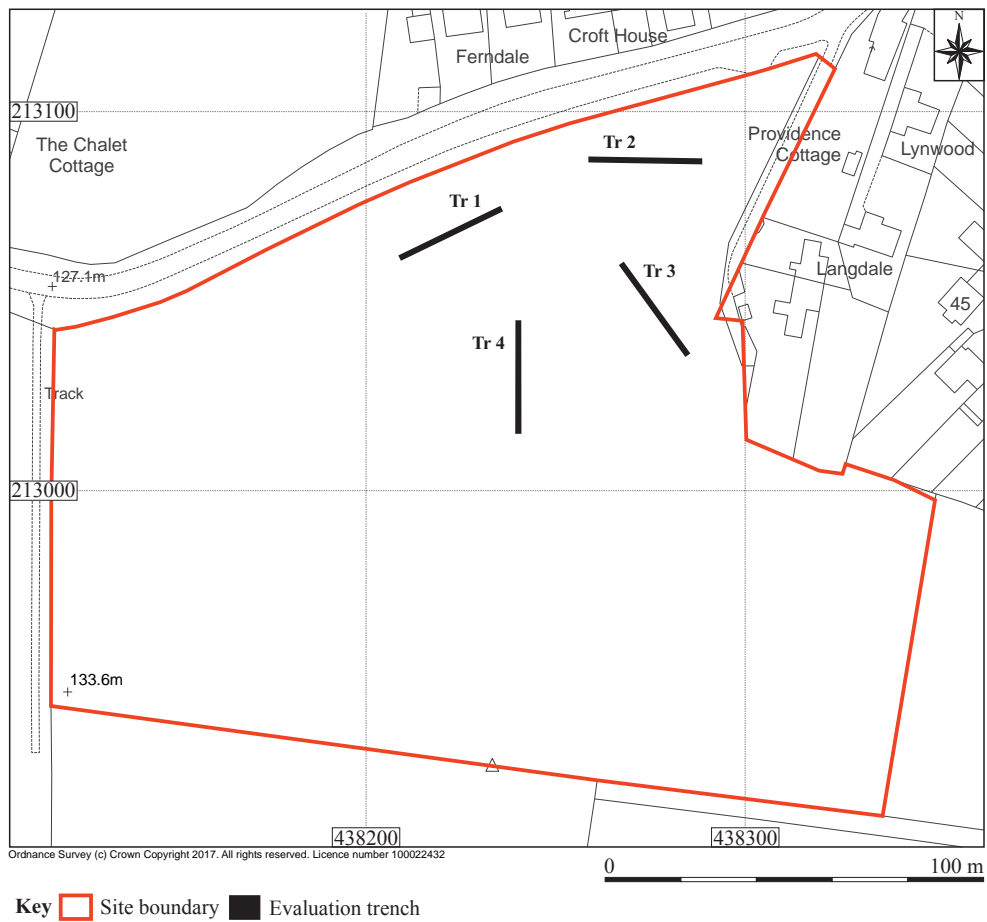 N
Croft House
Ferndale
213100
The Chalet
Cottage
Providence
Cottage
Lynwood
Tr 2
Tr 1
Tr 3
Langdale
127.1m
45
Tr 4
Track
213000
133.6m
438200
438300
Ordnance Survey (c) Crown Copyright 2017. All rights reserved. Licence number 100022432
0
100 m
Key Site boundary Evaluation trench